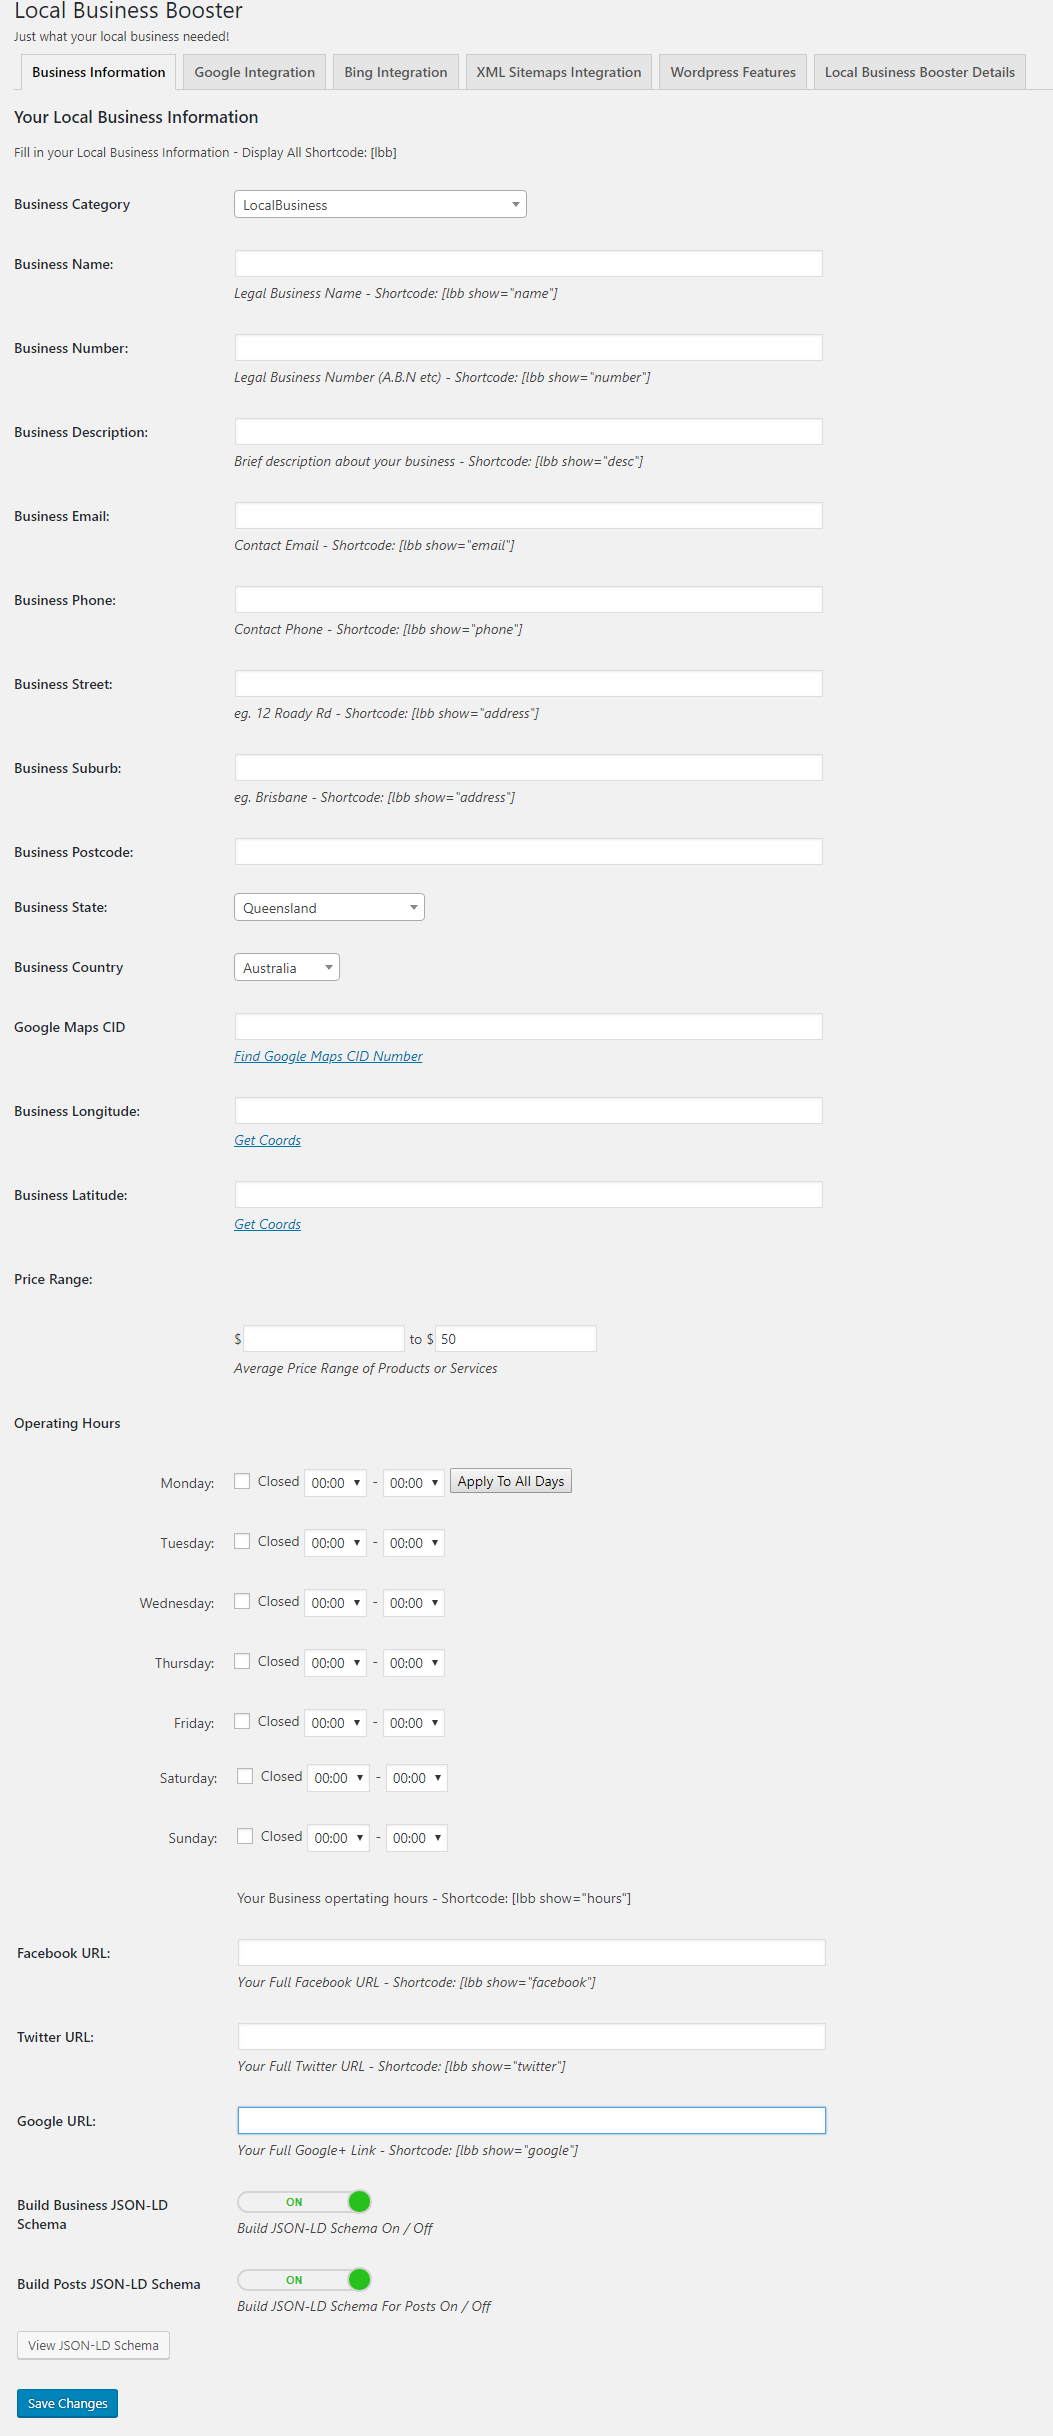 Local Business Booster
Just what your local business needed!
Business Information Google Integration Bing Integration XML Sitemaps Integration Wordpress Features Local Business Booster Details
Your Local Business Information
Fill in your Local Business Information - Display All Shortcode: [lbb]
Business Category LocalBusiness
Business Name:
Legal Business Name - Shortcode: [lbb show="name"]
Business Number:
Legal Business Number (A.B.N etc) - Shortcode: [lbb show="number"]
Business Description:
Brief description about your business - Shortcode: [lbb show="desc"]
Business Email:
Contact Email - Shortcode: [lbb show="email"]
Business Phone:
Contact Phone - Shortcode: [lbb show="phone"]
Business Street:
eg. 12 Roady Rd - Shortcode: [lbb show="address"]
Business Suburb:
eg. Brisbane - Shortcode: [lbb show="address"]
Business Postcode:
Business State: Queensland
Business Country Australia
Google Maps CID
Find Google Maps CID Number
Business Longitude:
Get Coords
Business Latitude:
Get Coords
Price Range:
$ to $ 50
Average Price Range of Products or Services
Operating Hours
Monday: Closed 00:00 - 00:00 Apply To All Days
Tuesday: Closed 00:00 - 00:00
Wednesday: Closed 00:00 - 00:00
Thursday: Closed 00:00 - 00:00
Friday: Closed 00:00 - 00:00
Saturday: Closed 00:00 - 00:00
Sunday: Closed 00:00 - 00:00
Your Business opertating hours - Shortcode: [lbb show="hours"]
Facebook URL:
Your Full Facebook URL - Shortcode: [lbb show="facebook"]
Twitter URL:
Your Full Twitter URL - Shortcode: [lbb show="twitter"]
Google URL:
Your Full Google+ Link - Shortcode: [lbb show="google"]
Build Business JSON-LD Schema ON
Build JSON-LD Schema On / Off
Build Posts JSON-LD Schema ON
Build JSON-LD Schema For Posts On / Off
View JSON-LD Schema
Save Changes